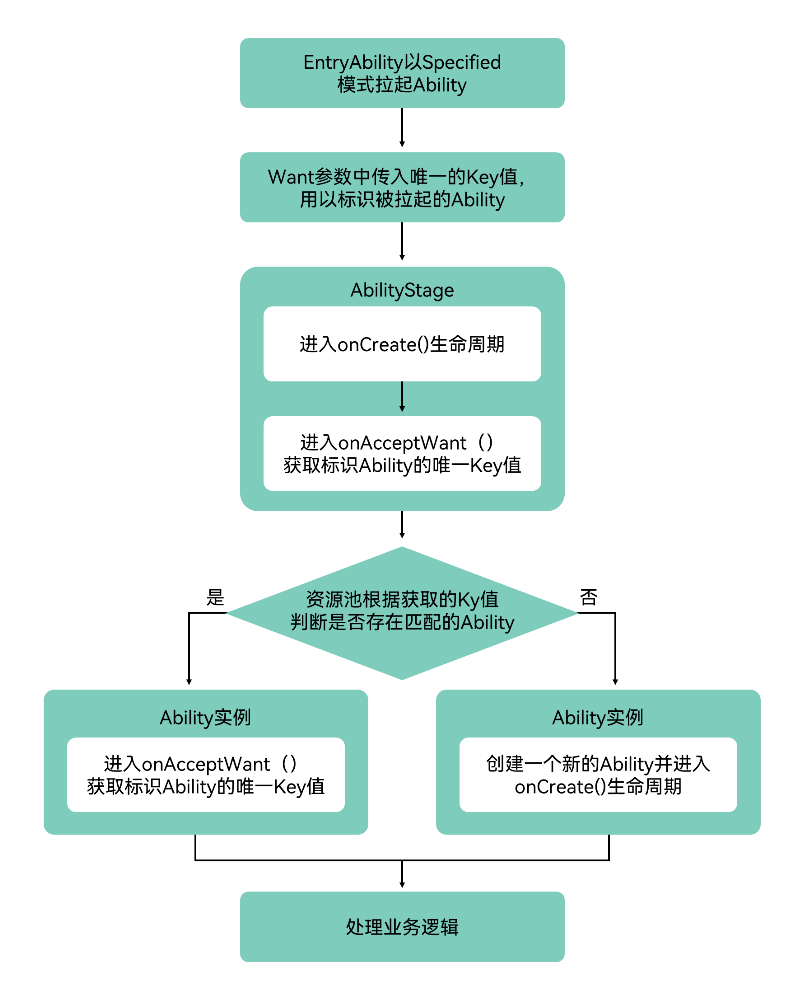 EntryAbility以Specified
模式拉起Ability
Want参数中传入唯一的Key值，
用以标识被拉起的Ability
AbilityStage
进入onCreate()生命周期
进入onAcceptWant（）
获取标识Ability的唯一Key值
资源池根据获取的Ky值
判断是否存在匹配的Ability
是
否
Ability实例
进入onAcceptWant（）
获取标识Ability的唯一Key值
Ability实例
创建一个新的Ability并进入
onCreate()生命周期
处理业务逻辑